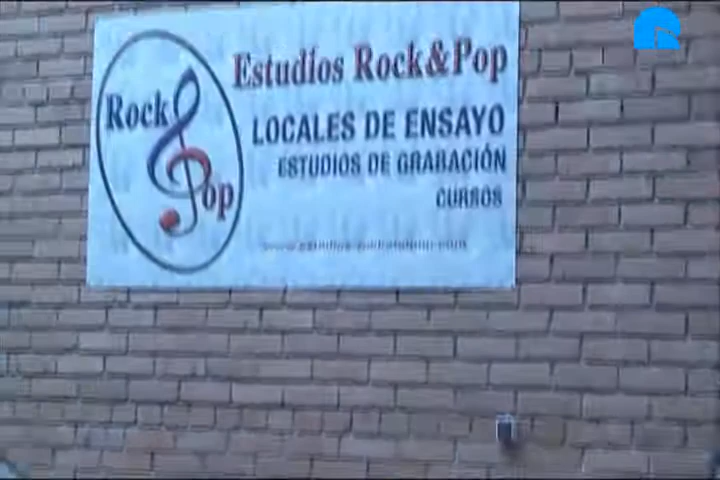 Rock
Pop
Estudios Rock&Pop
LOCALES DE ENSAYO
ESTUDIOS DE GRABACIÓN
CURSOS